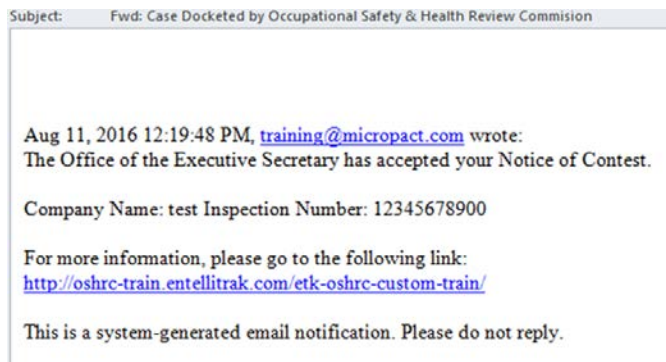 Subject: Fwd: Case Docketed by Occupational Safety & Health Review Commision
Aug 11, 2016 12:19:48 PM, training@micropact.com wrote:
The Office of the Executive Secretary has accepted your Notice of Contest.
Company Name: test Inspection Number: 12345678900
For more information, please go to the following link:
http://oshrc-train.entellitrak.com/etk-oshrc-custom-train/
This is a system-generated email notification. Please do not reply.